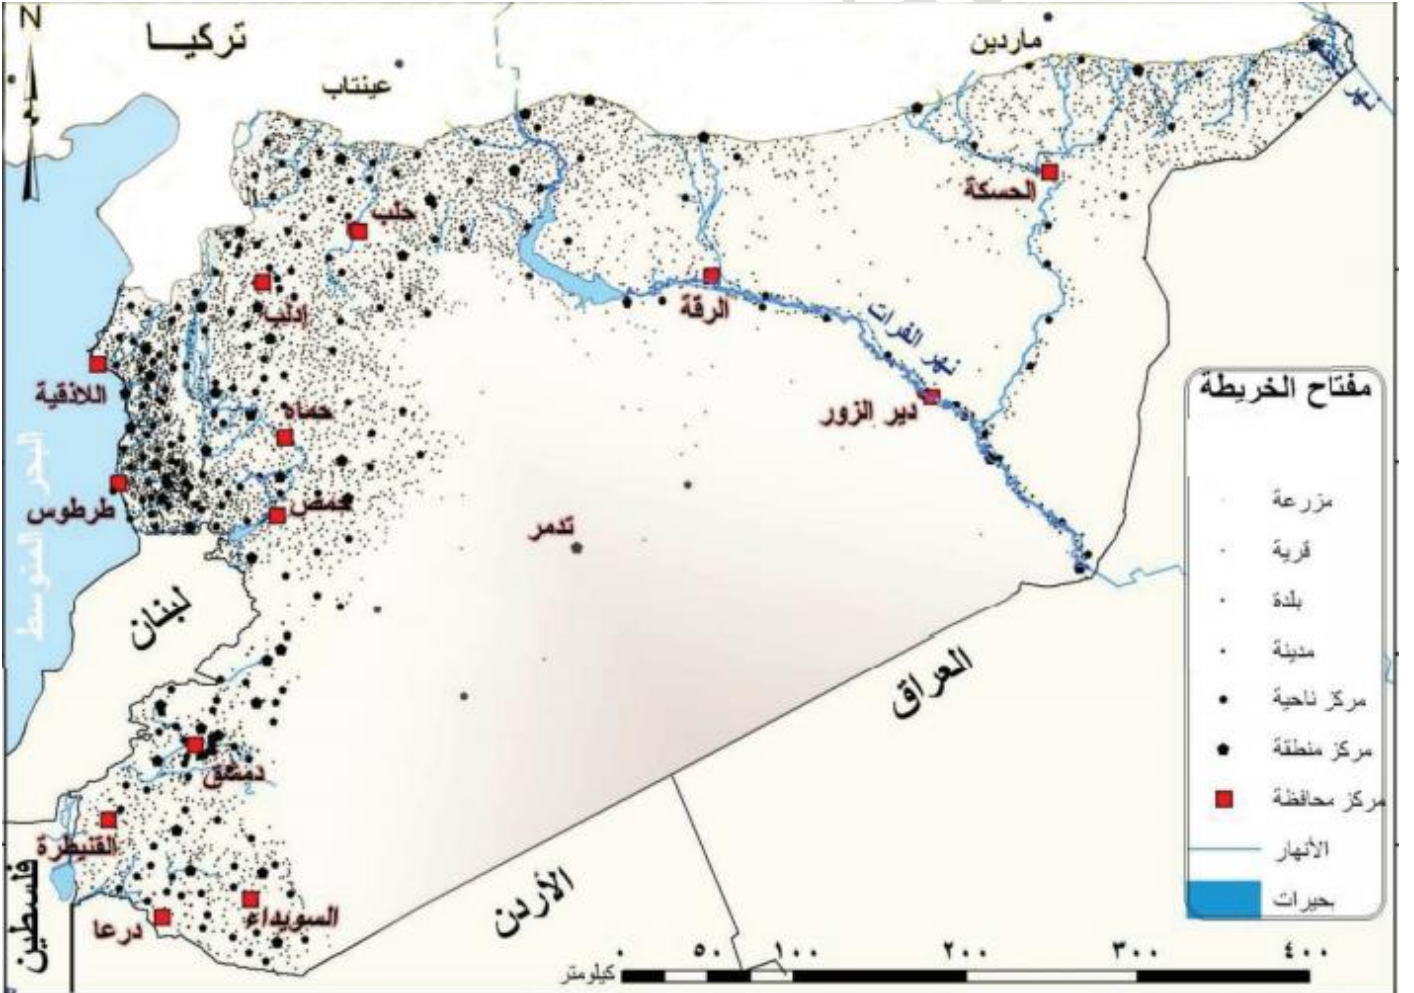 N
تركيــا
عينتاب
ماردين
نهر
الحسكة
حلب
إدلب
الرقة
نهر الفرات
اللاذقية
حماه
دير الزور
البحر المتوسط
طرطوس
حمص
تدمر
لبنان
العراق
دمشق
القنيطرة
فلسطين
درعا
السويداء
الأردن
مفتاح الخريطة
مزرعة
قرية
بلدة
مدينة
مركز ناحية
مركز منطقة
مركز محافظة
الأنهار
بحيرات
٠ ٥٠ ١٠٠ ٢٠٠ ٣٠٠ ٤٠٠
كيلومتر